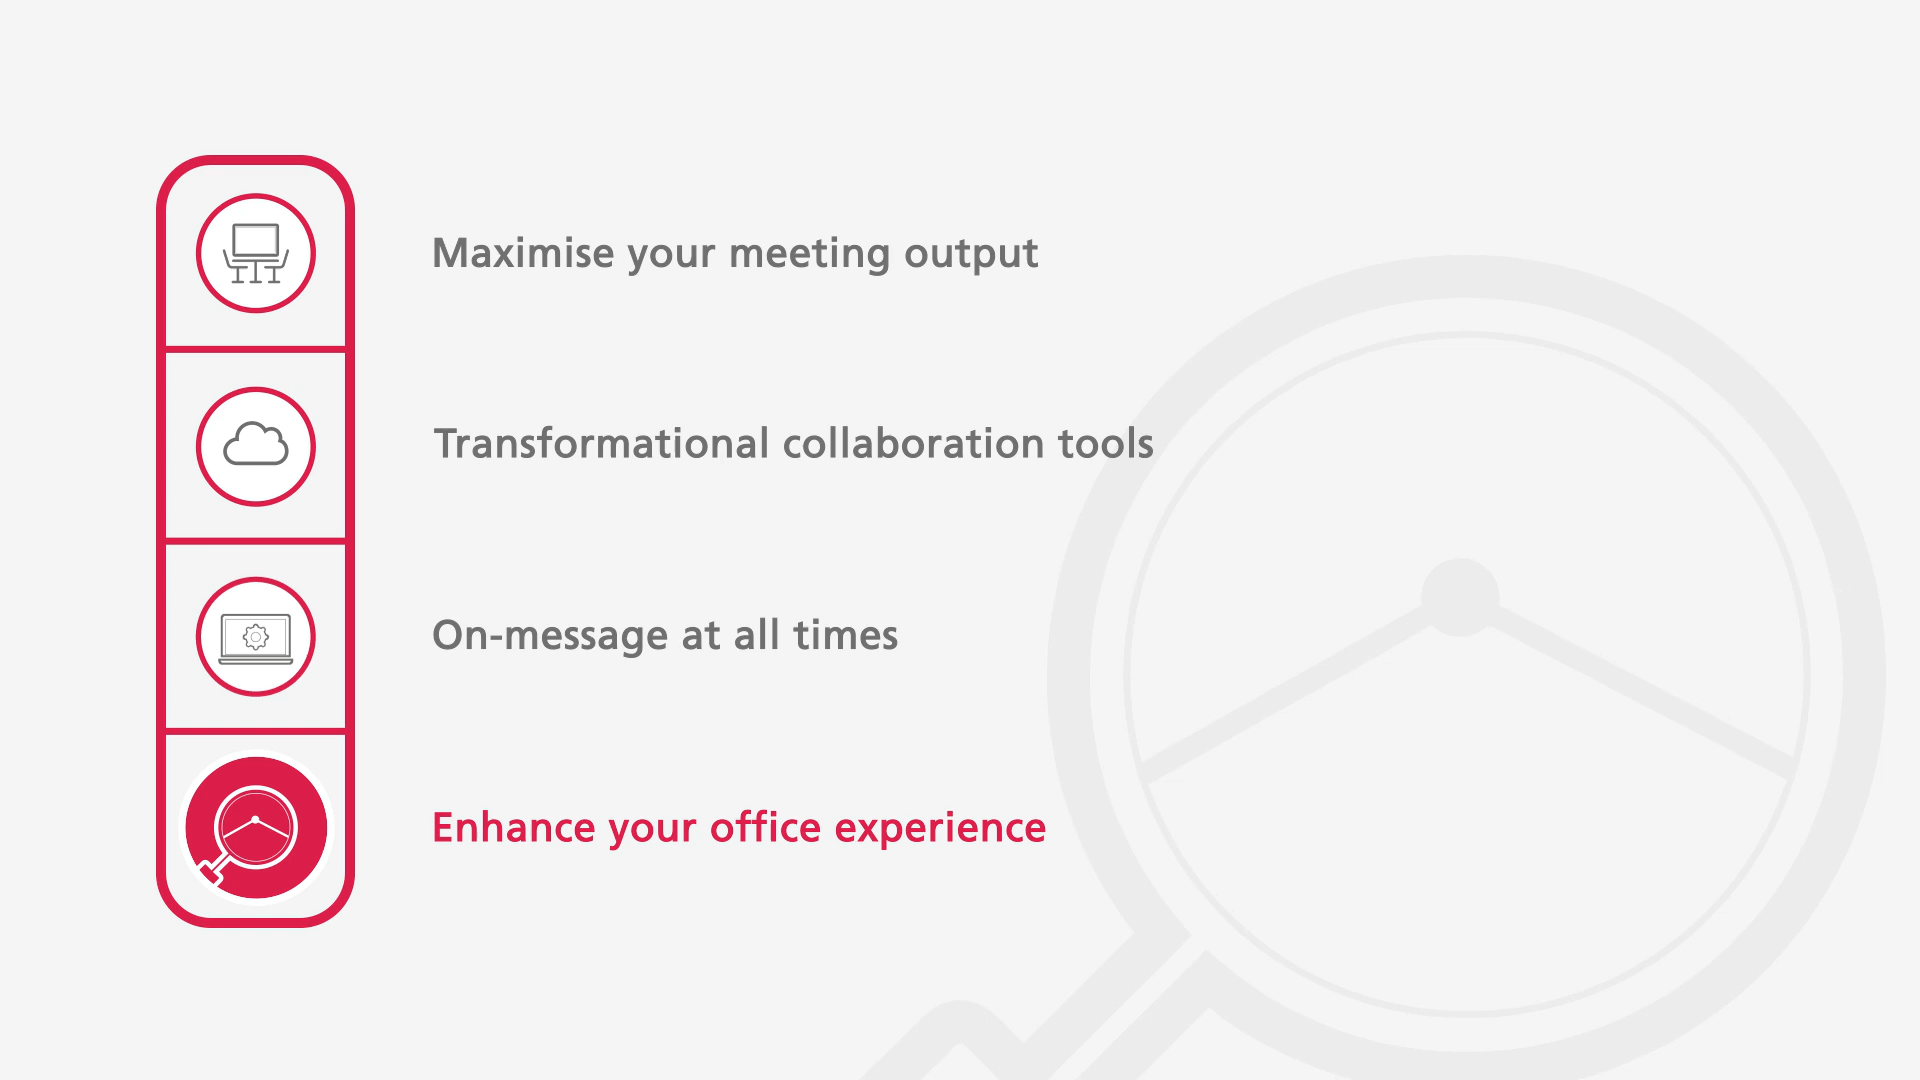 Maximise your meeting output
Transformational collaboration tools
On-message at all times
Enhance your office experience